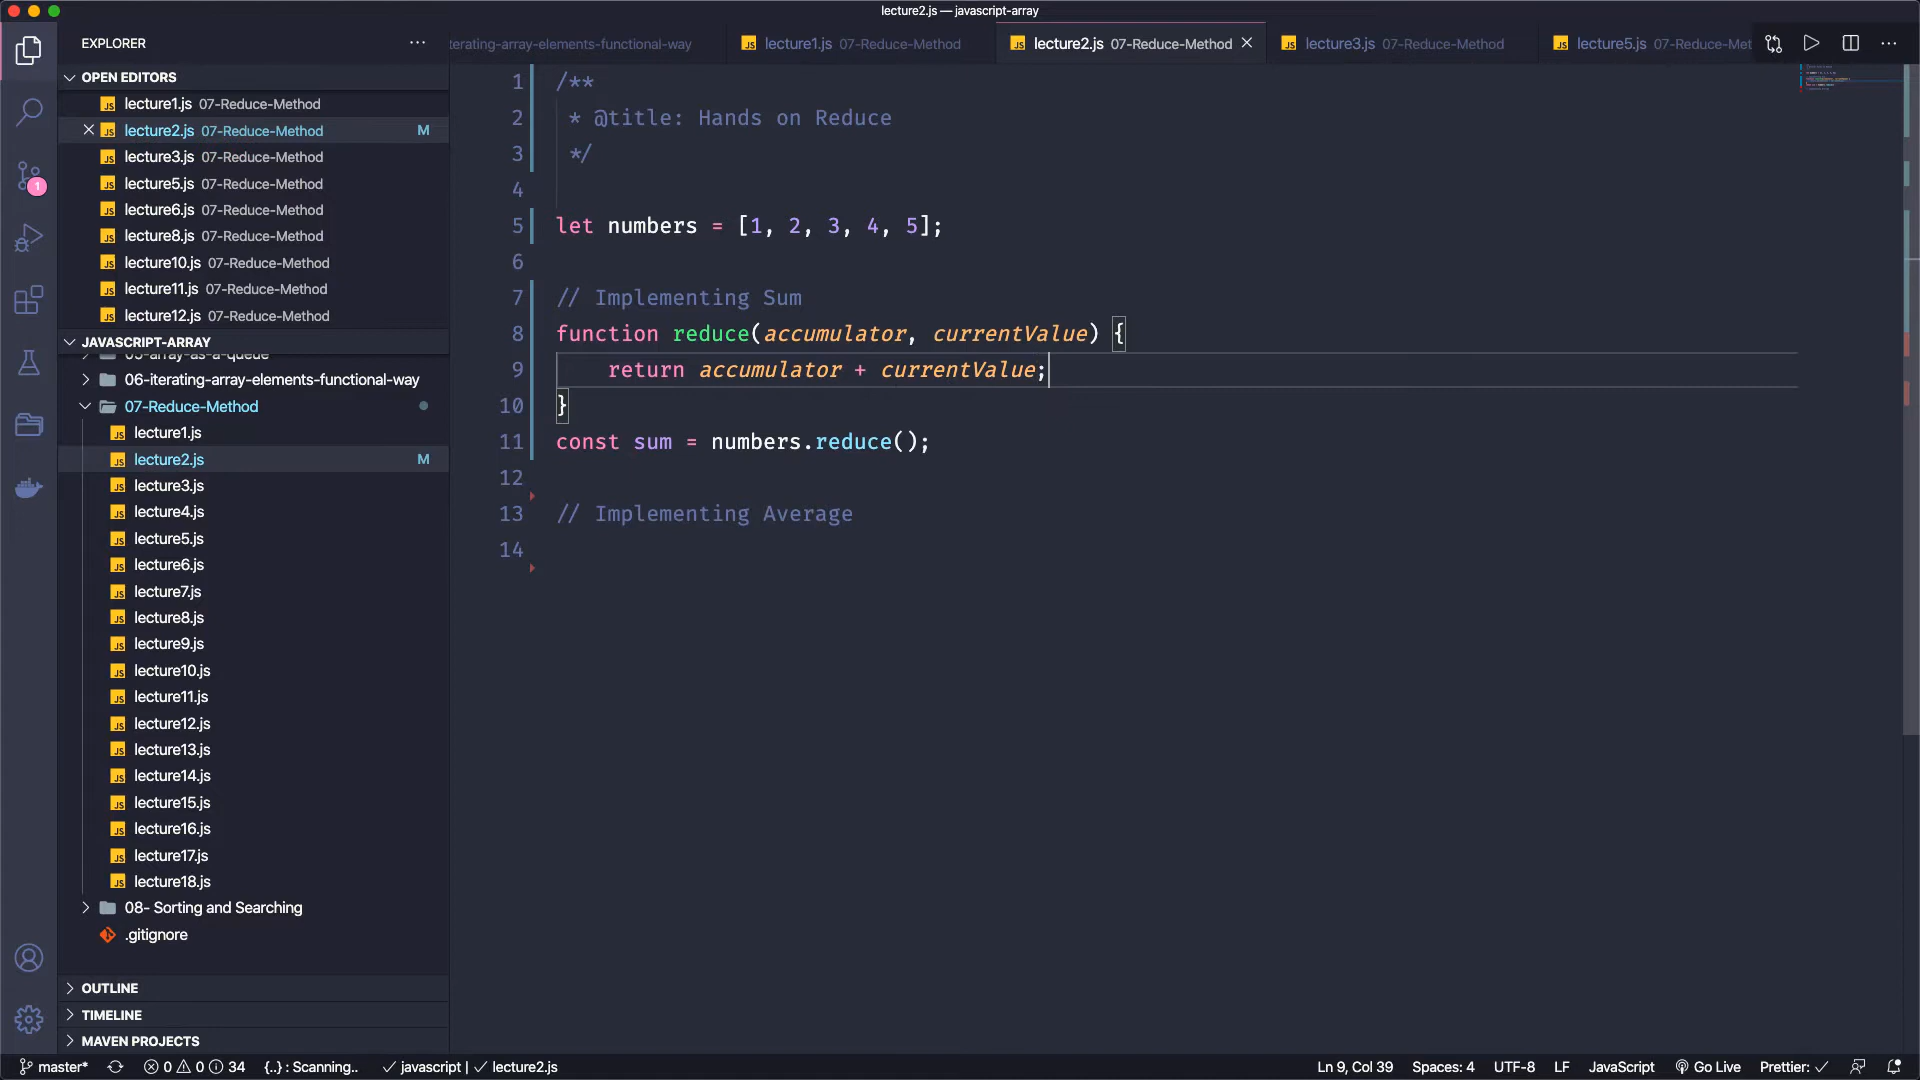 lecture2.js — javascript-array
EXPLORER
OPEN EDITORS
lecture1.js 07-Reduce-Method
lecture2.js 07-Reduce-Method M
lecture3.js 07-Reduce-Method
lecture5.js 07-Reduce-Method
lecture6.js 07-Reduce-Method
lecture8.js 07-Reduce-Method
lecture10.js 07-Reduce-Method
lecture11.js 07-Reduce-Method
lecture12.js 07-Reduce-Method
JAVASCRIPT-ARRAY
05-array-as-a-queue
06-iterating-array-elements-functional-way
07-Reduce-Method
lecture1.js
lecture2.js M
lecture3.js
lecture4.js
lecture5.js
lecture6.js
lecture7.js
lecture8.js
lecture9.js
lecture10.js
lecture11.js
lecture12.js
lecture13.js
lecture14.js
lecture15.js
lecture16.js
lecture17.js
lecture18.js
08- Sorting and Searching
.gitignore
OUTLINE
TIMELINE
MAVEN PROJECTS
1
terating-array-elements-functional-way
lecture1.js 07-Reduce-Method
lecture2.js 07-Reduce-Method
lecture3.js 07-Reduce-Method
lecture5.js 07-Reduce-Met
1 /**
2 * @title: Hands on Reduce
3 */
4
5 let numbers = [1, 2, 3, 4, 5];
6
7 // Implementing Sum
8 function reduce(accumulator, currentValue) {
9 return accumulator + currentValue;
10 }
11 const sum = numbers.reduce();
12
13 // Implementing Average
14
master* 0 0 34 {..} : Scanning.. javascript | lecture2.js
Ln 9, Col 39 Spaces: 4 UTF-8 LF JavaScript Go Live Prettier: